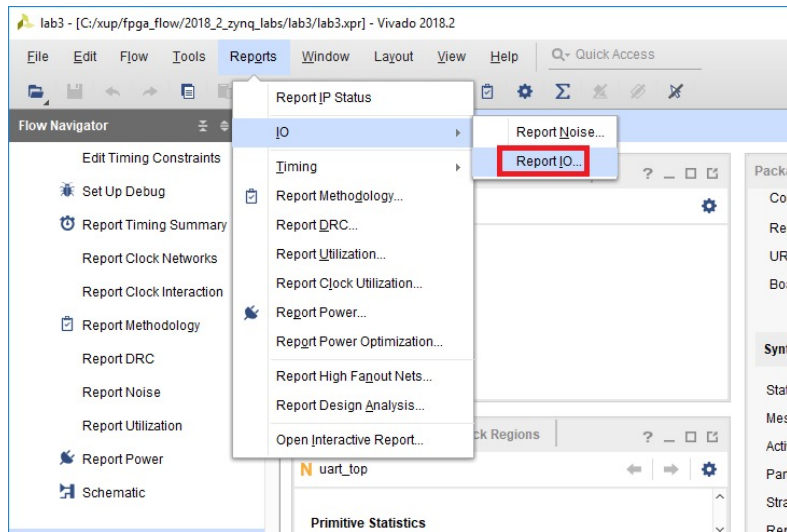 lab3 - [C:/xup/fpga_flow/2018_2_zynq_labs/lab3/lab3.xpr] - Vivado 2018.2
File Edit Flow Tools Reports Window Layout View Help Quick Access
Flow Navigator
Edit Timing Constraints
Set Up Debug
Report Timing Summary
Report Clock Networks
Report Clock Interaction
Report Methodology
Report DRC
Report Noise
Report Utilization
Report Power
Schematic
Report IP Status
IO
Timing
Report Methodology...
Report DRC...
Report Utilization...
Report Clock Utilization...
Report Power...
Report Power Optimization...
Report High Fanout Nets...
Report Design Analysis...
Open Interactive Report...
Report Noise...
Report IO...
ck Regions
N uart_top
Primitive Statistics
Packa
Co
Re
UR
Bo
Synt
Stat
Mes
Acti
Par
Stra